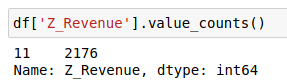 df['Z_Revenue'].value_counts()
11    2176
Name: Z_Revenue, dtype: int64